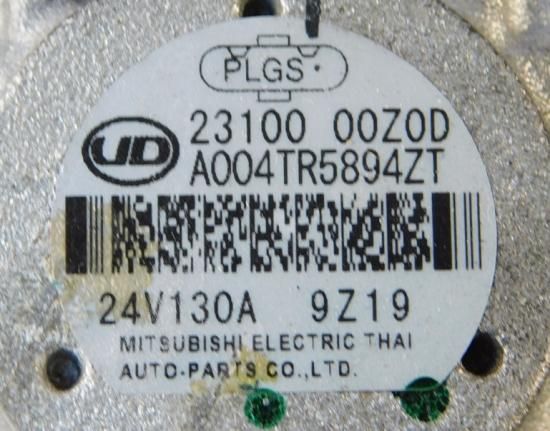 PLGS
UD 23100 00Z0D
A004TR5894ZT
24V130A 9Z19
MITSUBISHI ELECTRIC THAI
AUTO-PARTS CO.,LTD.